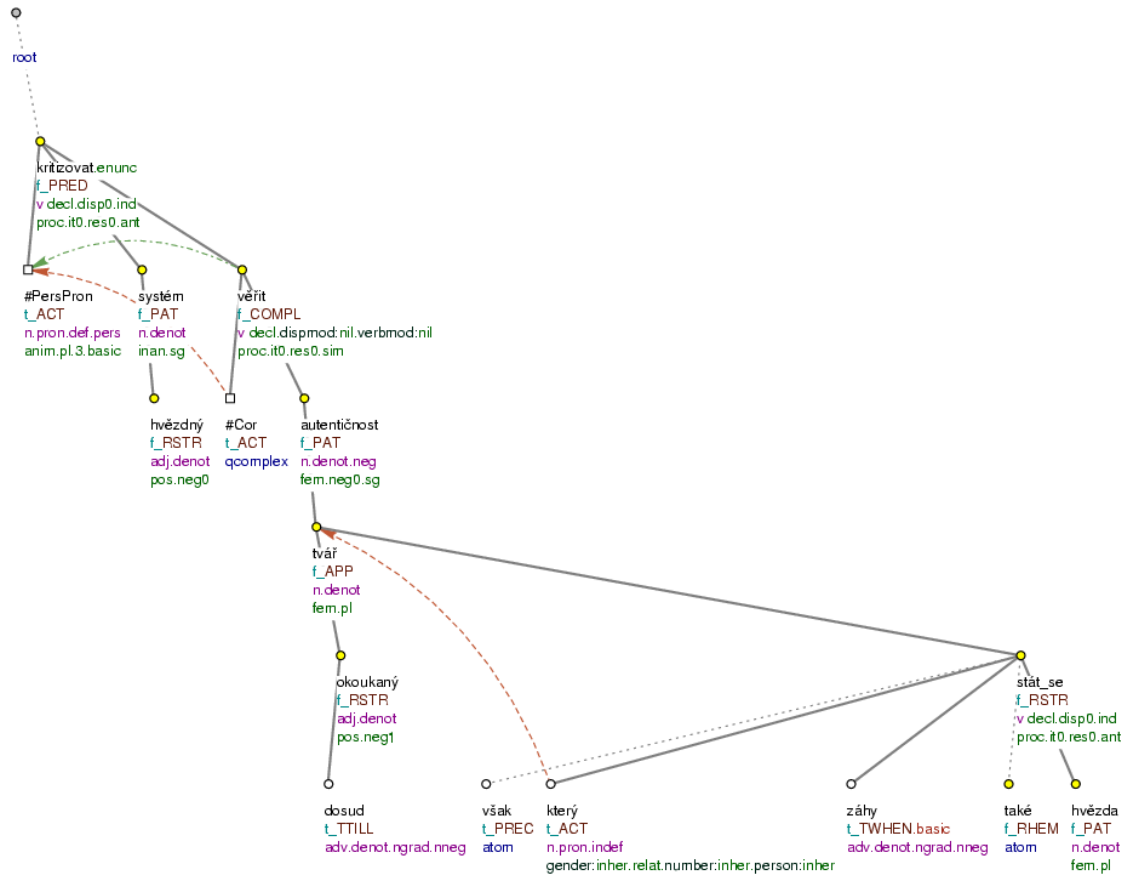 root
kritizovat.enunc
f_PRED
v decl.disp0.ind
proc.it0.res0.ant
#PersPron
t_ACT
n.pron.def.pers
anim.pl.3.basic
systém
f_PAT
n.denot
inan.sg
věřit
f_COMPL
v decl.dispmod:nil.verbmod:nil
proc.it0.res0.sim
hvězdný
f_RSTR
adj.denot
pos.neg0
#Cor
t_ACT
qcomplex
autentičnost
f_PAT
n.denot.neg
fem.neg0.sg
tvář
f_APP
n.denot
fem.pl
okoukaný
f_RSTR
adj.denot
pos.neg1
stát_se
f_RSTR
v decl.disp0.ind
proc.it0.res0.ant
dosud
t_TTILL
adv.denot.ngrad.nneg
však
t_PREC
atom
který
t_ACT
n.pron.indef
gender:inher.relat.number:inher.person:inher
záhy
t_TWHEN.basic
adv.denot.ngrad.nneg
také
f_RHEM
atom
hvězda
f_PAT
n.denot
fem.pl